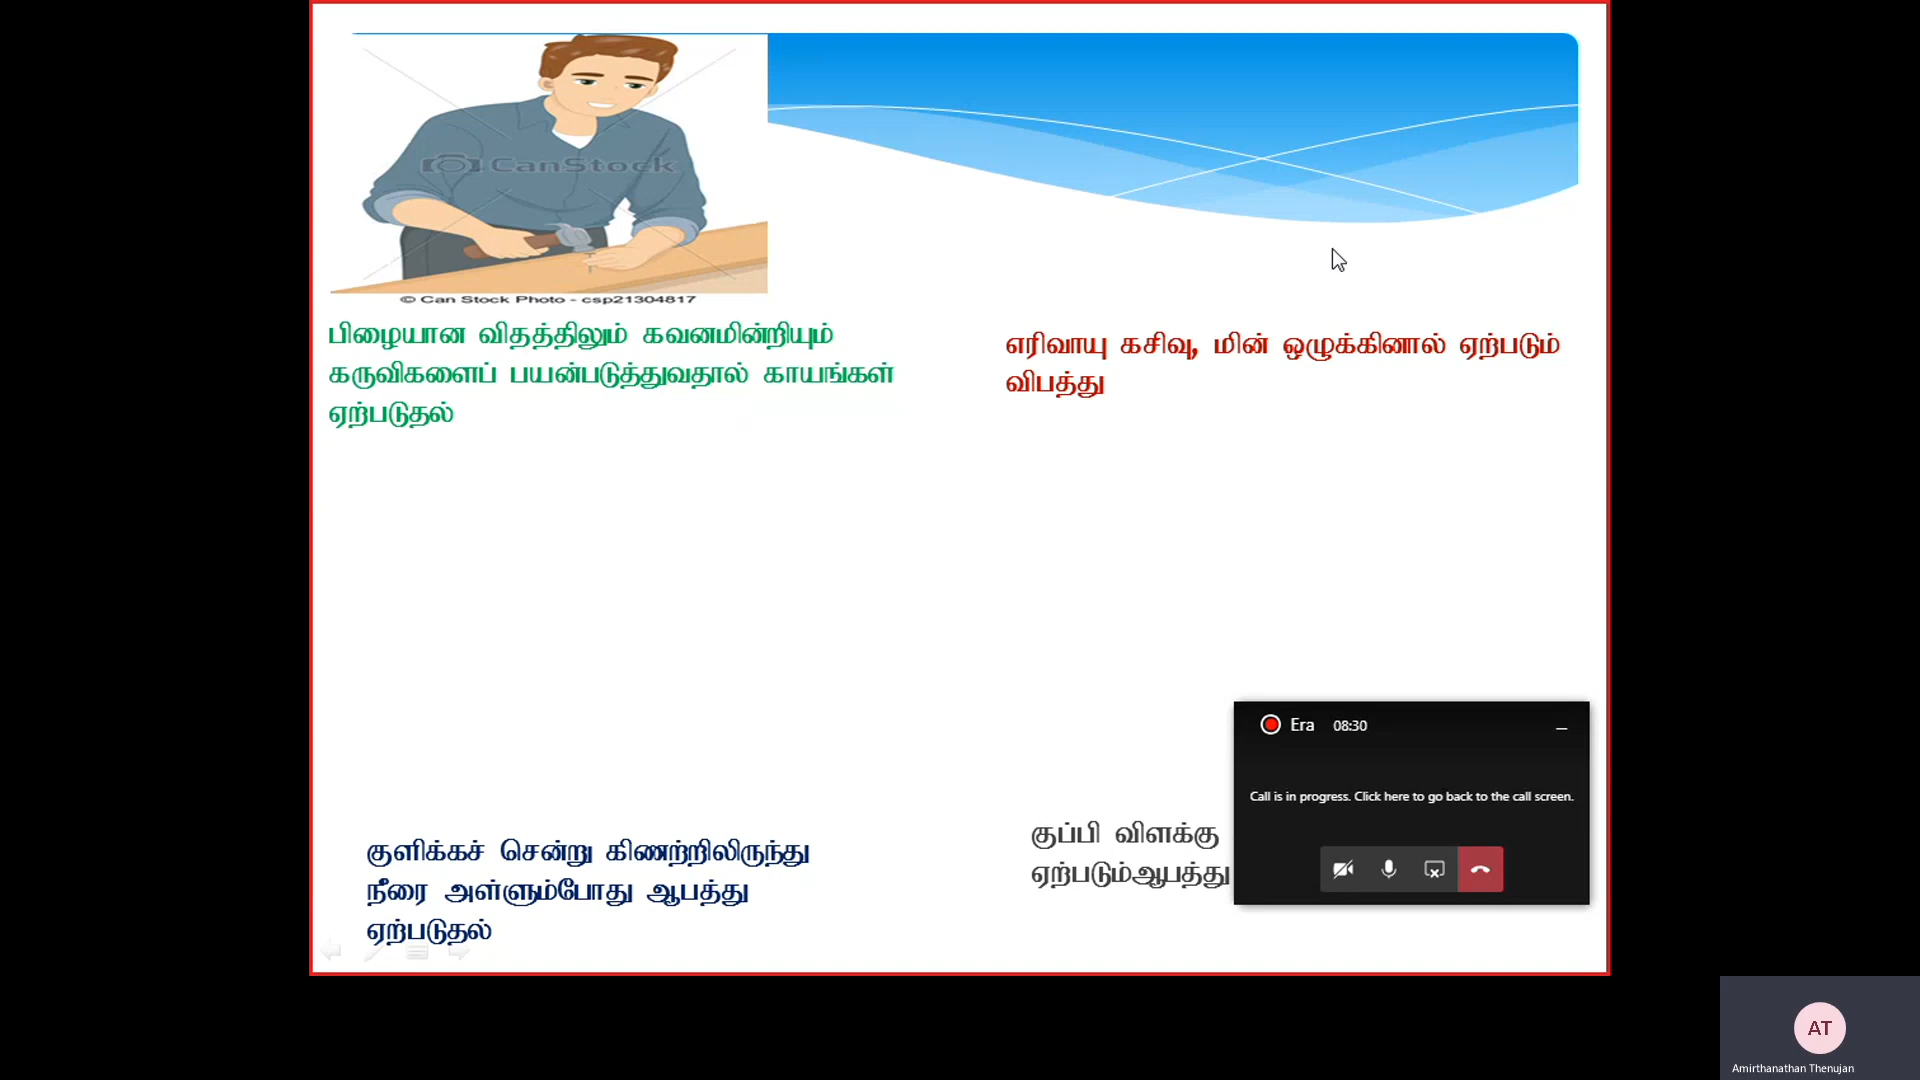 CanStock
© Can Stock Photo - csp21304817
பிழையான விதத்திலும் கவனமின்றியும்
கருவிகளைப் பயன்படுத்துவதால் காயங்கள்
ஏற்படுதல்
எரிவாயு கசிவு, மின் ஒழுக்கினால் ஏற்படும்
விபத்து
குளிக்கச் சென்று கிணற்றிலிருந்து
நீரை அள்ளும்போது ஆபத்து
ஏற்படுதல்
குப்பி விளக்கு
ஏற்படும்ஆபத்து
Era 08:30
Call is in progress. Click here to go back to the call screen.
AT
Amirthanathan Thenujan